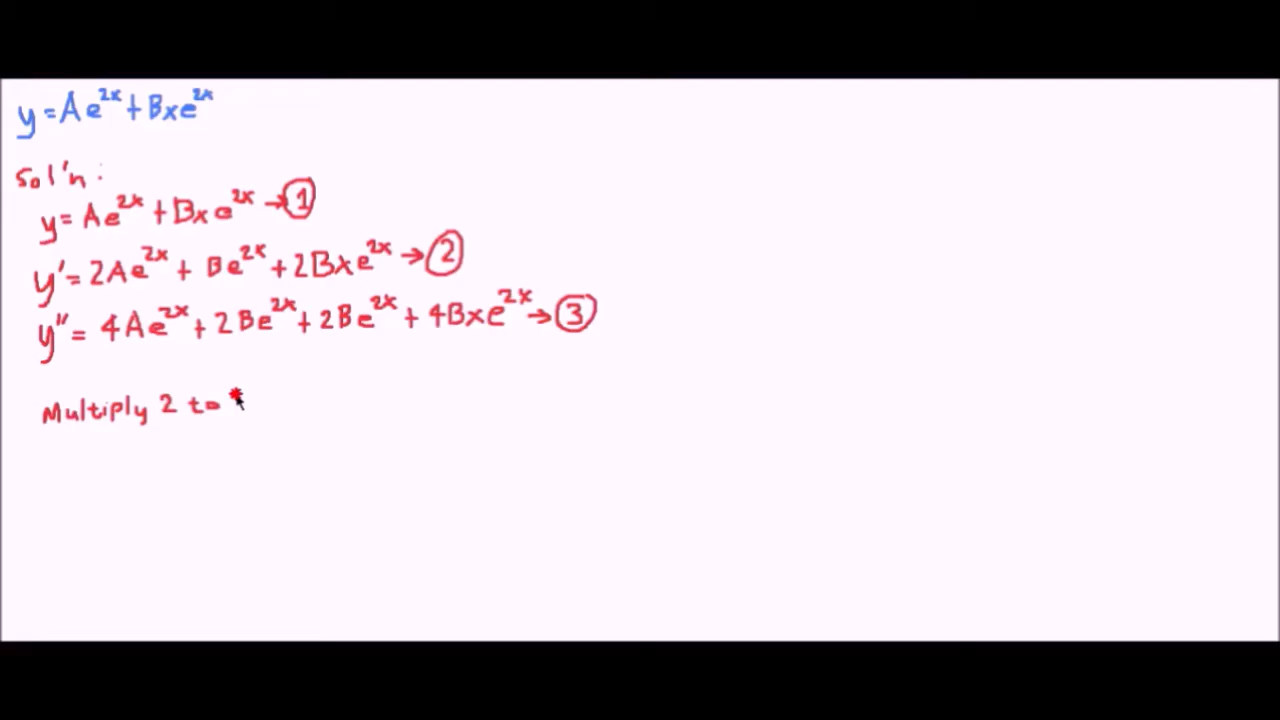 y = Ae^{2x} + Bxe^{2x}
Sol'n :
y = Ae^{2x} + Bxe^{2x} → ①
y' = 2Ae^{2x} + Be^{2x} + 2Bxe^{2x} → ②
y" = 4Ae^{2x} + 2Be^{2x} + 2Be^{2x} + 4Bxe^{2x} → ③
Multiply 2 to